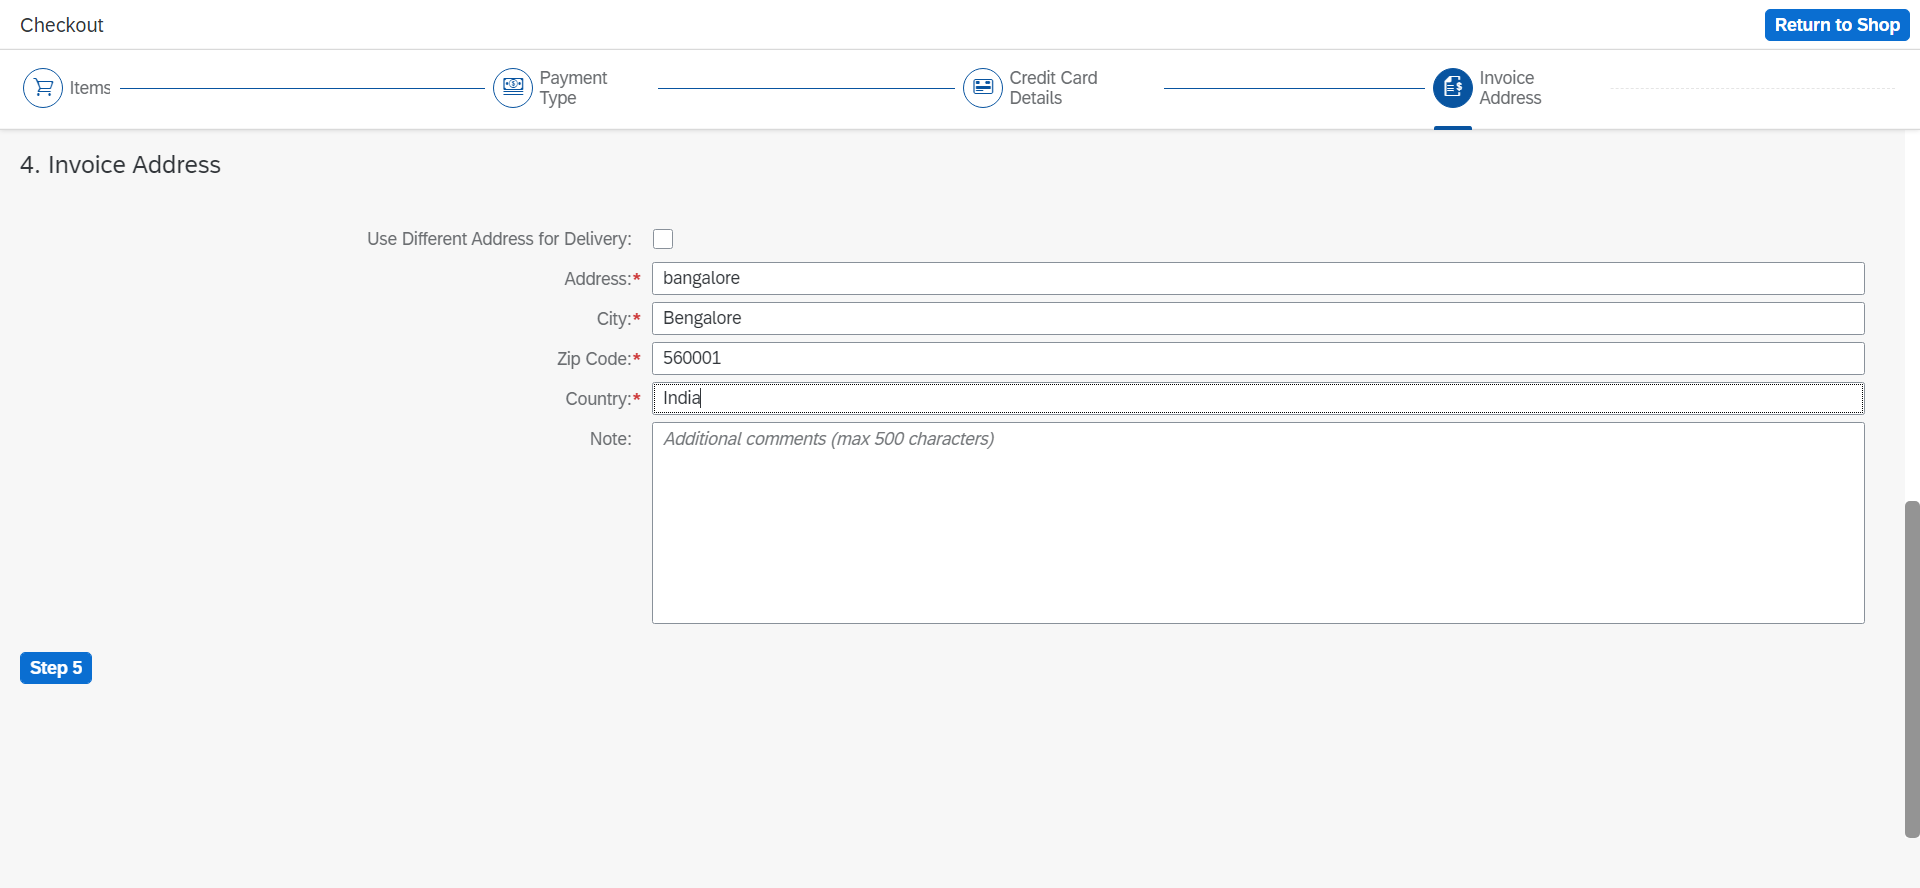 Checkout
Return to Shop
Items
Payment
Type
Credit Card
Details
Invoice
Address
4. Invoice Address
Use Different Address for Delivery:
Address:* bangalore
City:* Bengalore
Zip Code:* 560001
Country:* India
Note: Additional comments (max 500 characters)
Step 5